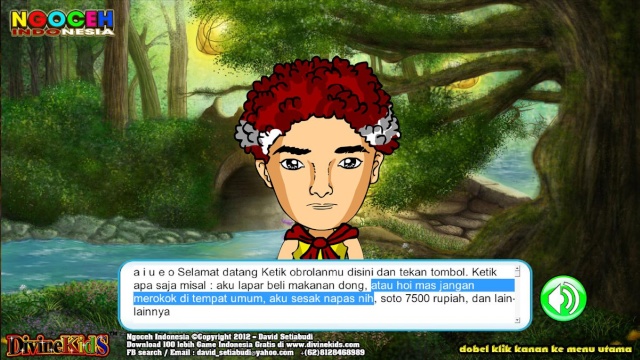 NGOCEH
INDONESIA
a i u e o Selamat datang Ketik obrolanmu disini dan tekan tombol. Ketik
apa saja misal : aku lapar beli makanan dong, atau hoi mas jangan
merokok di tempat umum, aku sesak napas nih, soto 7500 rupiah, dan lain-
lainnya
DivineKidS
Ngoceh Indonesia ©Copyright 2012 - David Setiabudi
Download 100 lebih Game Indonesia Gratis di www.divinekids.com
FB search / Email : david_setiabudi@yahoo.com +(62)8128468989
dobel klik kanan ke menu utama